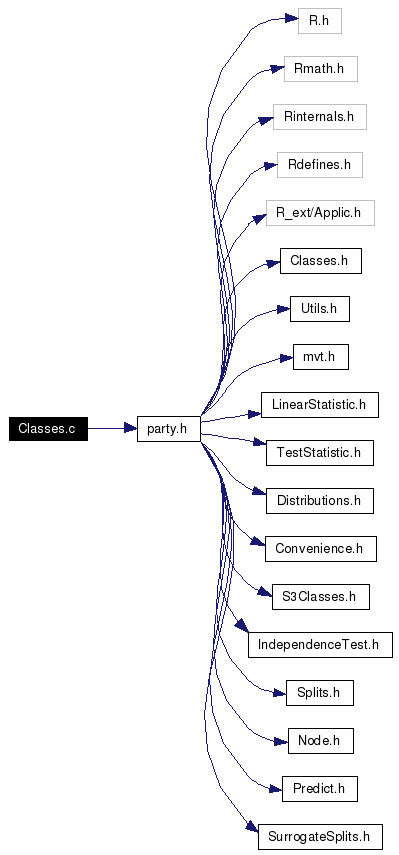 R.h
Rmath.h
Rinternals.h
Rdefines.h
R_ext/Applic.h
Classes.h
Utils.h
mvt.h
LinearStatistic.h
Classes.c
party.h
TestStatistic.h
Distributions.h
Convenience.h
S3Classes.h
IndependenceTest.h
Splits.h
Node.h
Predict.h
SurrogateSplits.h